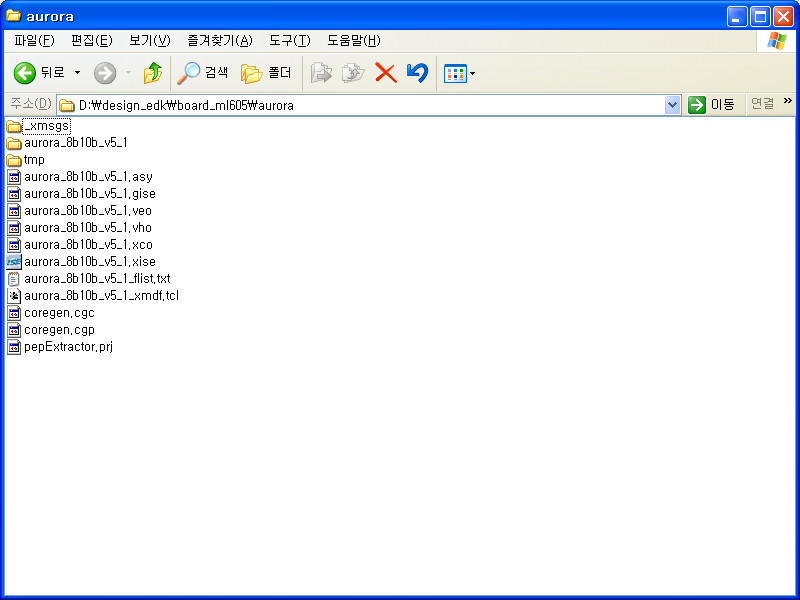 aurora
파일(F) 편집(E) 보기(V) 즐겨찾기(A) 도구(T) 도움말(H)
뒤로 검색 폴더
주소(D) D:₩design_edk₩board_ml605₩aurora 이동 연결 »
_xmsgs
aurora_8b10b_v5_1
tmp
aurora_8b10b_v5_1.asy
aurora_8b10b_v5_1.gise
aurora_8b10b_v5_1.veo
aurora_8b10b_v5_1.vho
aurora_8b10b_v5_1.xco
ISE aurora_8b10b_v5_1.xise
aurora_8b10b_v5_1_flist.txt
aurora_8b10b_v5_1_xmdf.tcl
coregen.cgc
coregen.cgp
pepExtractor.prj